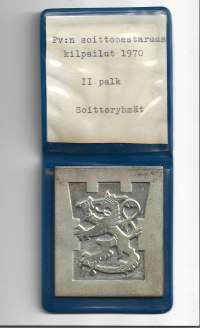 Pv:n soittomestaruus
kilpailut 1970
II palk
Soittoryhmät